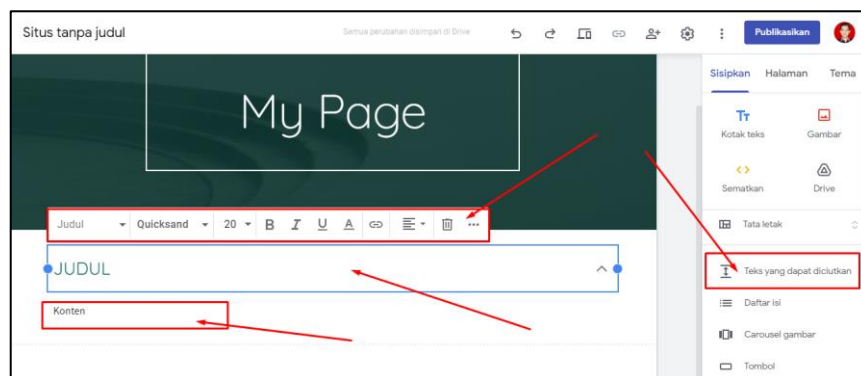 Situs tanpa judul
Semua perubahan disimpan di Drive
Publikasikan
My Page
Judul Quicksand 20 B I U A
JUDUL
Konten
Sisipkan Halaman Tema
Tт
Kotak teks Gambar
Sematkan Drive
Tata letak
Teks yang dapat diciutkan
Daftar isi
Carousel gambar
Tombol